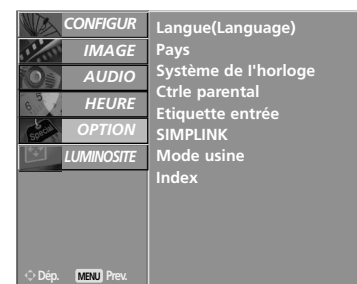 CONFIGUR
IMAGE
AUDIO
HEURE
OPTION
LUMINOSITE
Langue(Language)
Pays
Système de l'horloge
Ctrle parental
Etiquette entrée
SIMPLINK
Mode usine
Index
Dép. MENU Prev.